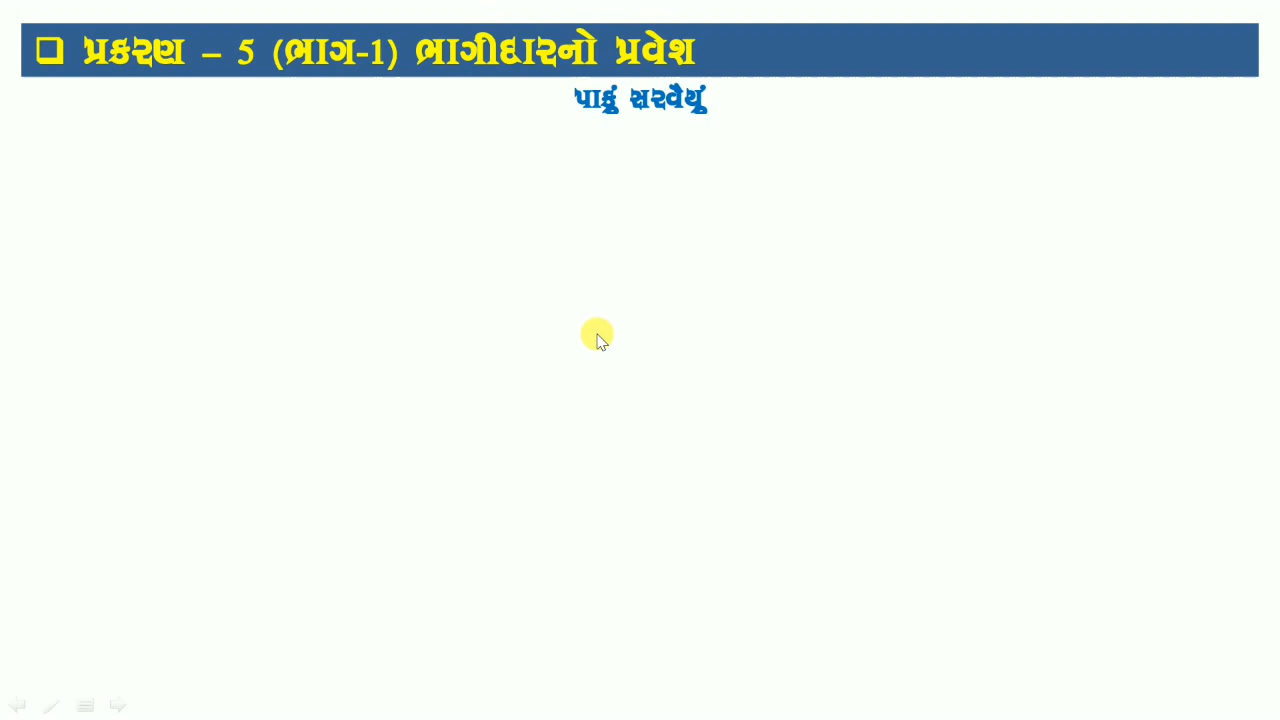 ❑ પ્રકરણ – 5 (ભાગ-1) ભાગીદારનો પ્રવેશ
પાકું સરવૈયું